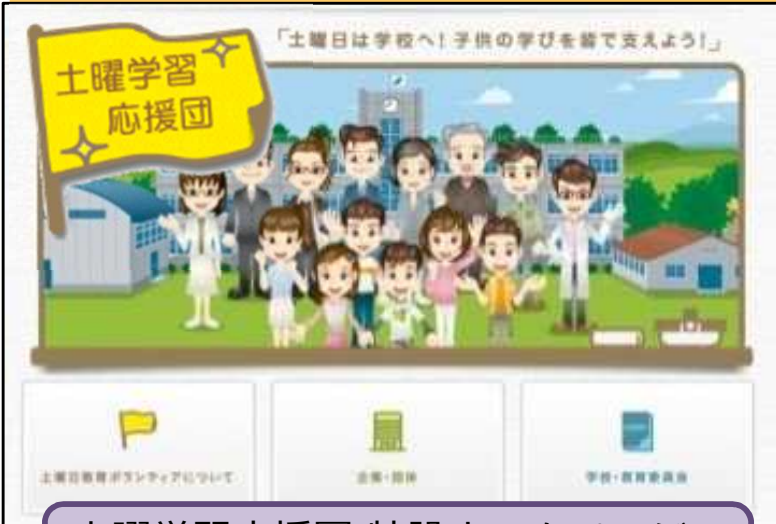 「土曜日は学校へ!子供の学びを皆で支えよう!」
土曜学習
応援団
土曜日教育ボランティアについて
企業・団体
学校・教育委員会